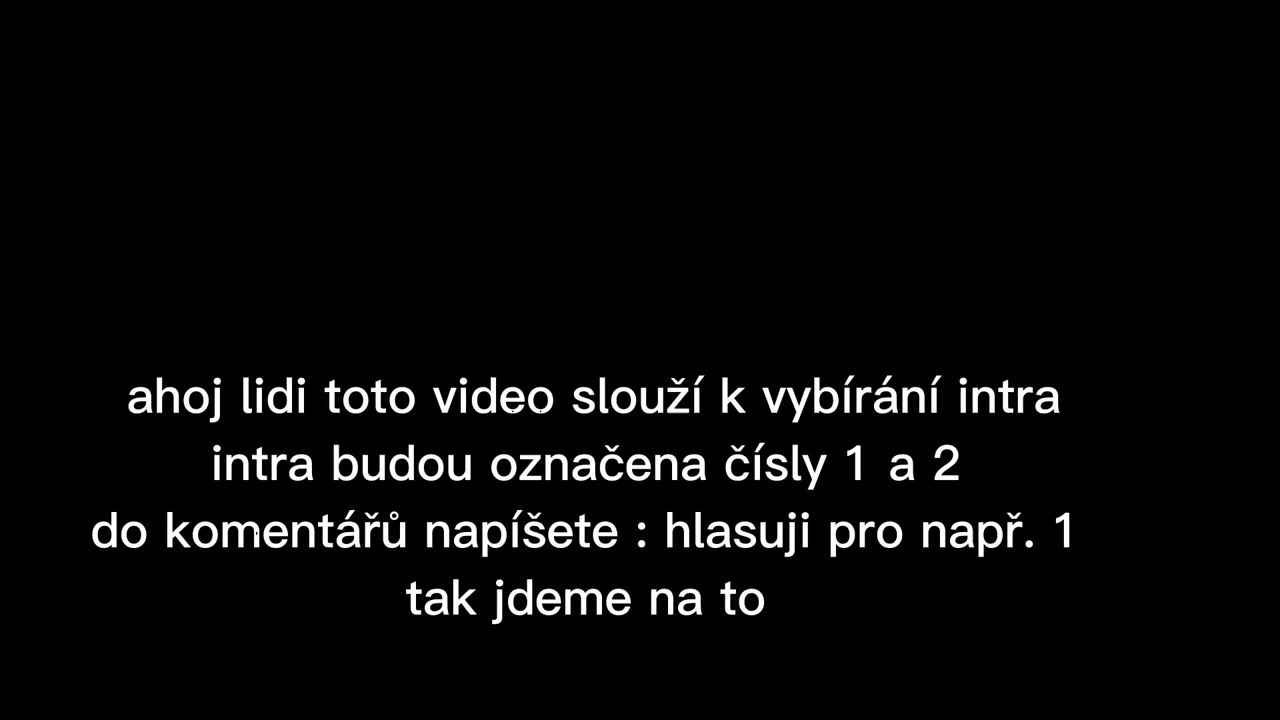 ahoj lidi toto video slouží k vybírání intra
intra budou označena čísly 1 a 2
do komentářů napíšete : hlasuji pro např. 1
tak jdeme na to